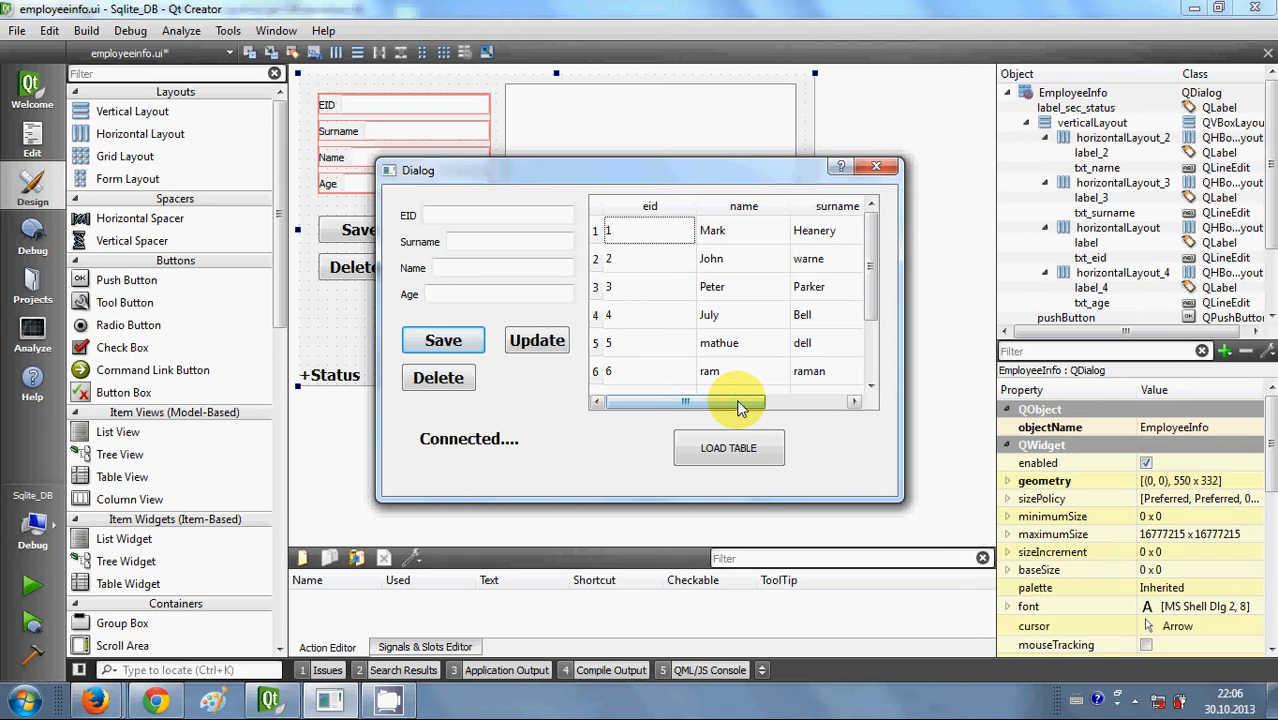 employeeinfo.ui - Sqlite_DB - Qt Creator
File Edit Build Debug Analyze Tools Window Help
employeeinfo.ui*
Welcome
Edit
Design
Debug
Projects
Analyze
Help
Sqlite_DB
Debug
Filter
Layouts
Vertical Layout
Horizontal Layout
Grid Layout
Form Layout
Spacers
Horizontal Spacer
Vertical Spacer
Buttons
OK Push Button
Tool Button
Radio Button
Check Box
Command Link Button
Button Box
Item Views (Model-Based)
List View
Tree View
Table View
Column View
Item Widgets (Item-Based)
List Widget
Tree Widget
Table Widget
Containers
Group Box
Scroll Area
EID
Surname
Name
Age
Save
Delete
+Status
Dialog
EID
Surname
Name
Age
Save Update
Delete
Connected....
eid name surname
1 1 Mark Heanery
2 2 John warne
3 3 Peter Parker
4 4 July Bell
5 5 mathue dell
6 6 ram raman
LOAD TABLE
Filter
Name Used Text Shortcut Checkable ToolTip
Action Editor Signals & Slots Editor
Object Class
EmployeeInfo QDialog
label_sec_status QLabel
verticalLayout QVBoxLayout
horizontalLayout_2 QHBo...yout
label_2 QLabel
txt_name QLineEdit
horizontalLayout_3 QHBo...yout
label_3 QLabel
txt_surname QLineEdit
horizontalLayout QHBo...yout
label QLabel
txt_eid QLineEdit
horizontalLayout_4 QHBo...yout
label_4 QLabel
txt_age QLineEdit
pushButton QPushButton
Filter
EmployeeInfo : QDialog
Property Value
QObject
objectName EmployeeInfo
QWidget
enabled
geometry [(0, 0), 550 x 332]
sizePolicy [Preferred, Preferred, 0...
minimumSize 0 x 0
maximumSize 16777215 x 16777215
sizeIncrement 0 x 0
baseSize 0 x 0
palette Inherited
font A [MS Shell Dlg 2, 8]
cursor Arrow
mouseTracking
Type to locate (Ctrl+K) 1 Issues 2 Search Results 3 Application Output 4 Compile Output 5 QML/JS Console
22:06
30.10.2013